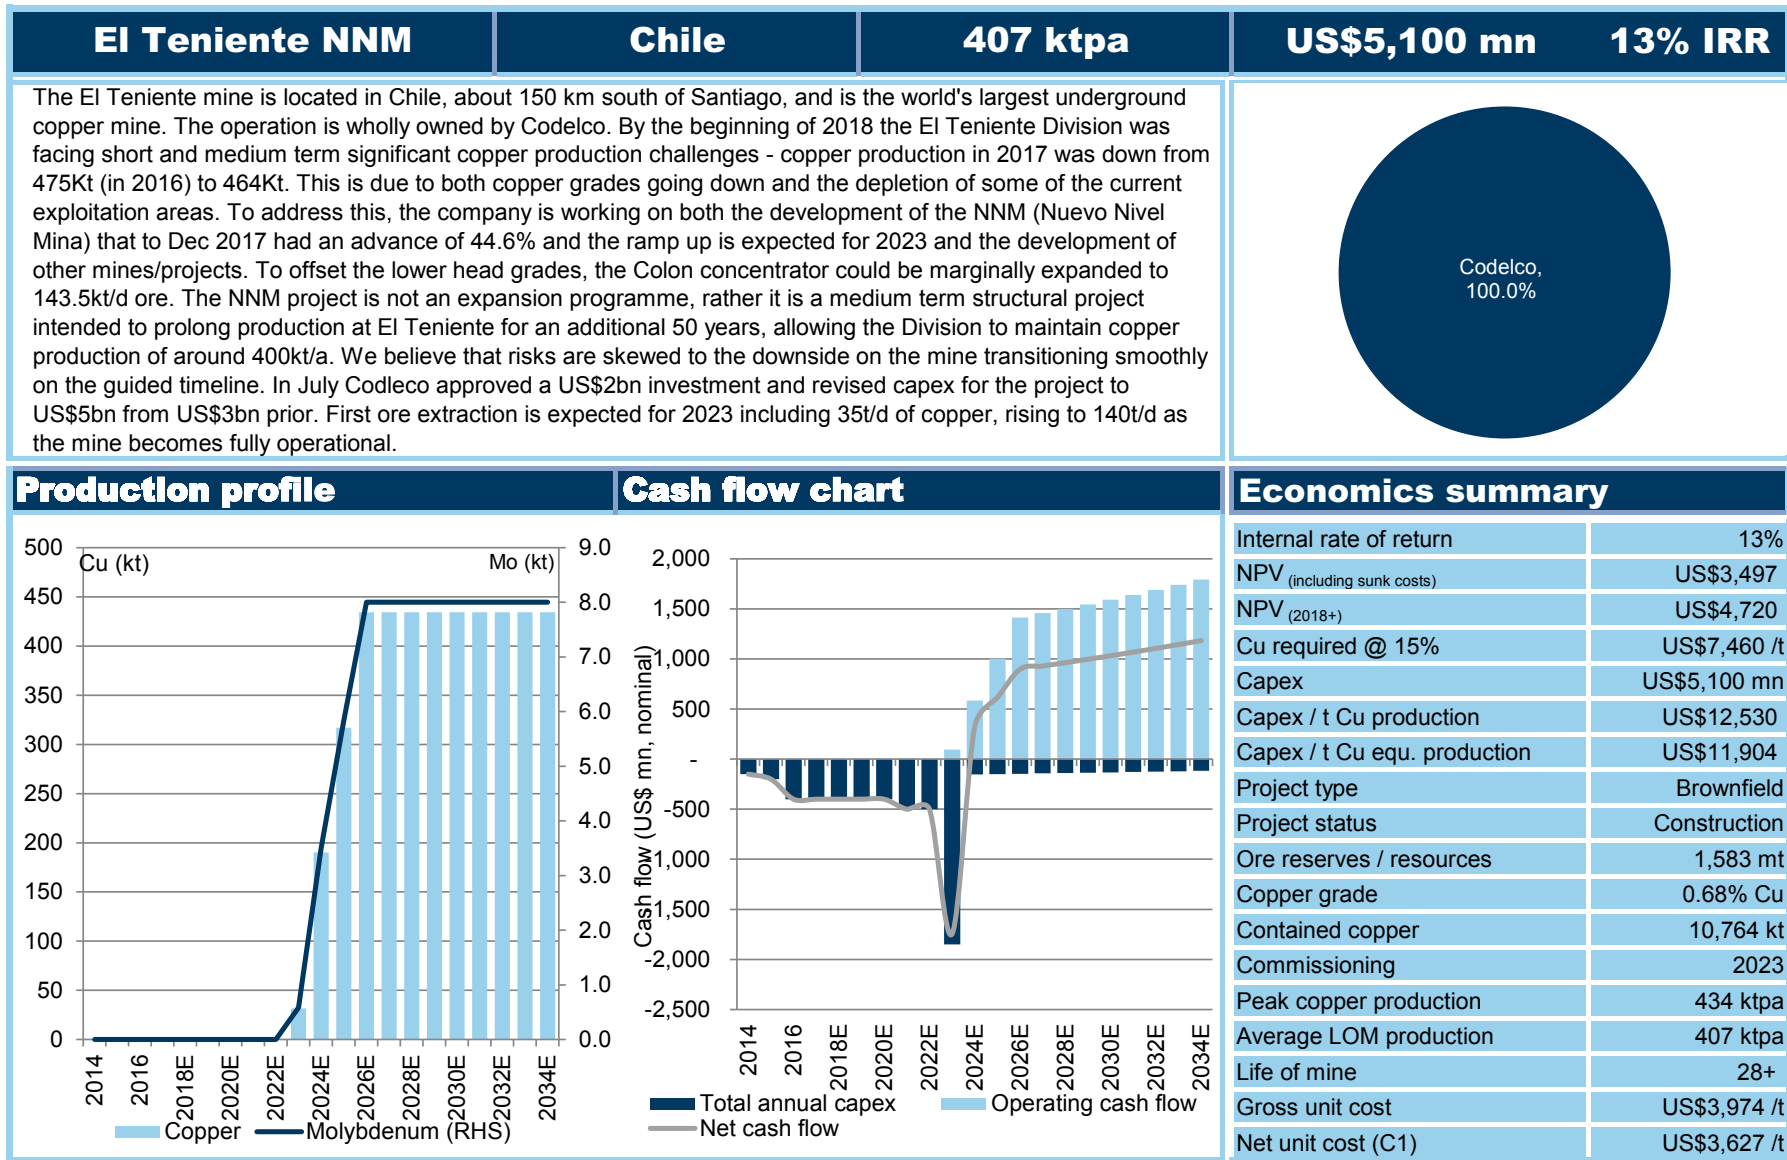 El Teniente NNM
Chile
407 ktpa
US$5,100 mn
13% IRR
The El Teniente mine is located in Chile, about 150 km south of Santiago, and is the world's largest underground
copper mine. The operation is wholly owned by Codelco. By the beginning of 2018 the El Teniente Division was
facing short and medium term significant copper production challenges - copper production in 2017 was down from
475Kt (in 2016) to 464Kt. This is due to both copper grades going down and the depletion of some of the current
exploitation areas. To address this, the company is working on both the development of the NNM (Nuevo Nivel
Mina) that to Dec 2017 had an advance of 44.6% and the ramp up is expected for 2023 and the development of
other mines/projects. To offset the lower head grades, the Colon concentrator could be marginally expanded to
143.5kt/d ore. The NNM project is not an expansion programme, rather it is a medium term structural project
intended to prolong production at El Teniente for an additional 50 years, allowing the Division to maintain copper
production of around 400kt/a. We believe that risks are skewed to the downside on the mine transitioning smoothly
on the guided timeline. In July Codleco approved a US$2bn investment and revised capex for the project to
US$5bn from US$3bn prior. First ore extraction is expected for 2023 including 35t/d of copper, rising to 140t/d as
the mine becomes fully operational.
Codelco,
100.0%
Production profile
Cu (kt)
Mo (kt)
500
450
400
350
300
250
200
150
100
50
0
9.0
8.0
7.0
6.0
5.0
4.0
3.0
2.0
1.0
0.0
2014
2016
2018E
2020E
2022E
2024E
2026E
2028E
2030E
2032E
2034E
Copper
Molybdenum (RHS)
Cash flow chart
Cash flow (US$ mn, nominal)
2,000
1,500
1,000
500
-
-500
-1,000
-1,500
-2,000
-2,500
2014
2016
2018E
2020E
2022E
2024E
2026E
2028E
2030E
2032E
2034E
Total annual capex
Operating cash flow
Net cash flow
Economics summary
Internal rate of return 13%
NPV (including sunk costs) US$3,497
NPV (2018+) US$4,720
Cu required @ 15% US$7,460 /t
Capex US$5,100 mn
Capex / t Cu production US$12,530
Capex / t Cu equ. production US$11,904
Project type Brownfield
Project status Construction
Ore reserves / resources 1,583 mt
Copper grade 0.68% Cu
Contained copper 10,764 kt
Commissioning 2023
Peak copper production 434 ktpa
Average LOM production 407 ktpa
Life of mine 28+
Gross unit cost US$3,974 /t
Net unit cost (C1) US$3,627 /t